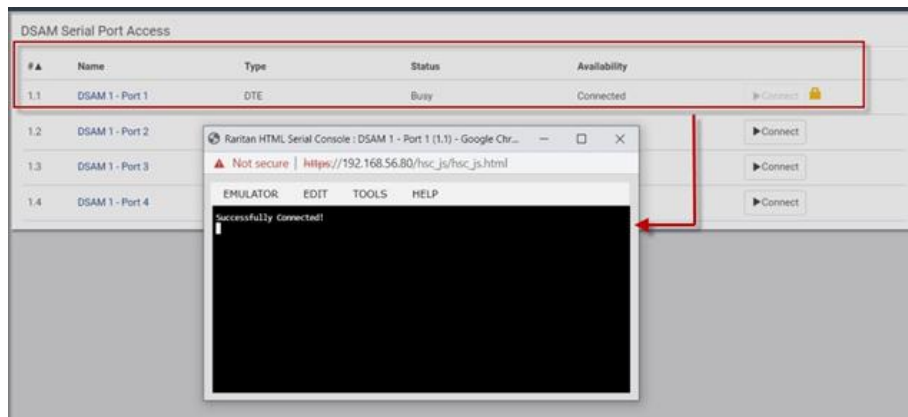 DSAM Serial Port Access
#▲ Name Type Status Availability
1.1 DSAM 1 - Port 1 DTE Busy Connected ▶Connect
1.2 DSAM 1 - Port 2 ▶Connect
1.3 DSAM 1 - Port 3 ▶Connect
1.4 DSAM 1 - Port 4 ▶Connect
Raritan HTML Serial Console : DSAM 1 - Port 1 (1.1) - Google Chr...
Not secure | https://192.168.56.80/hsc_js/hsc_js.html
EMULATOR EDIT TOOLS HELP
Successfully Connected!